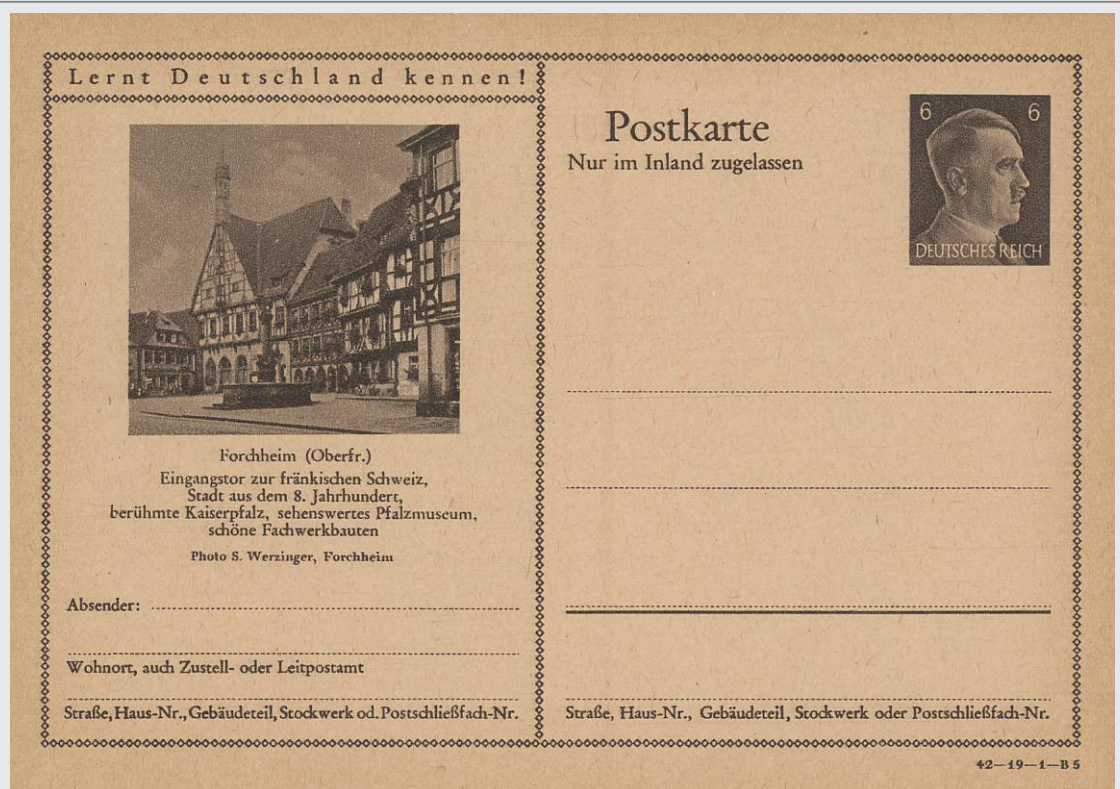 Lernt Deutschland kennen!
Forchheim (Oberfr.)
Eingangstor zur fränkischen Schweiz,
Stadt aus dem 8. Jahrhundert,
berühmte Kaiserpfalz, sehenswertes Pfalzmuseum,
schöne Fachwerkbauten
Photo S. Werzinger, Forchheim
Absender:
Wohnort, auch Zustell- oder Leitpostamt
Straße, Haus-Nr., Gebäudeteil, Stockwerk od. Postschließfach-Nr.
Postkarte
Nur im Inland zugelassen
6 6
DEUTSCHES REICH
Straße, Haus-Nr., Gebäudeteil, Stockwerk oder Postschließfach-Nr.
42—19—1—B 5